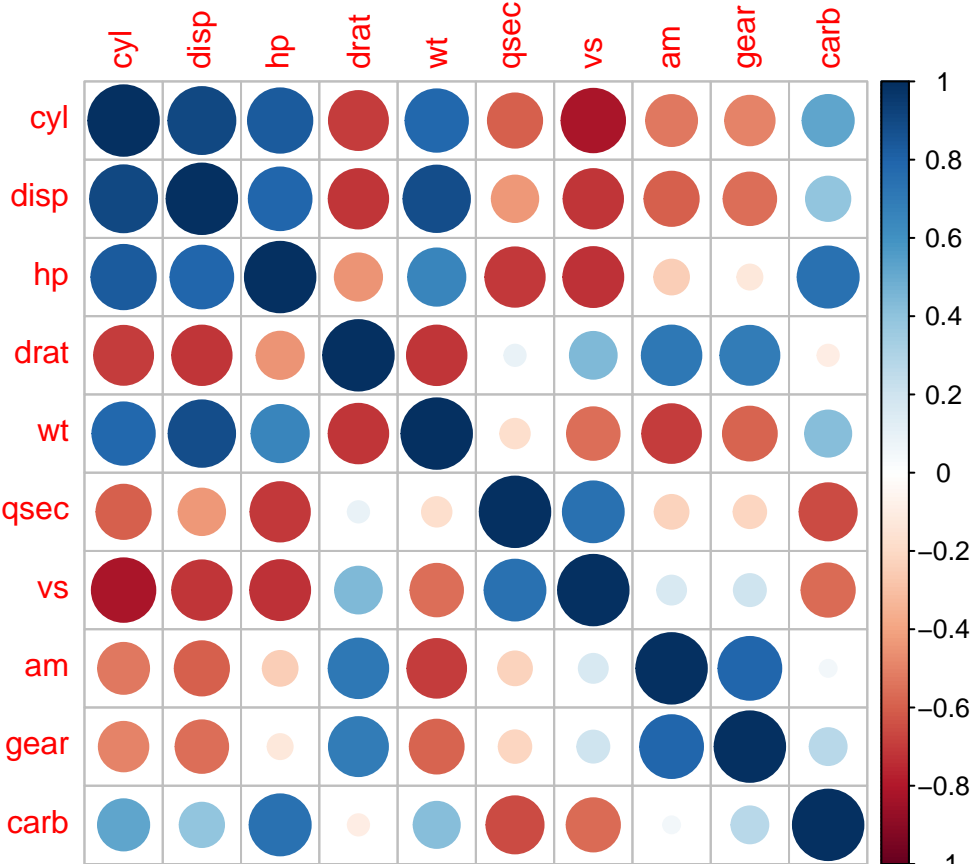 cyl disp hp drat wt qsec vs am gear carb
cyl
disp
hp
drat
wt
qsec
vs
am
gear
carb
1
0.8
0.6
0.4
0.2
0
−0.2
−0.4
−0.6
−0.8
−1